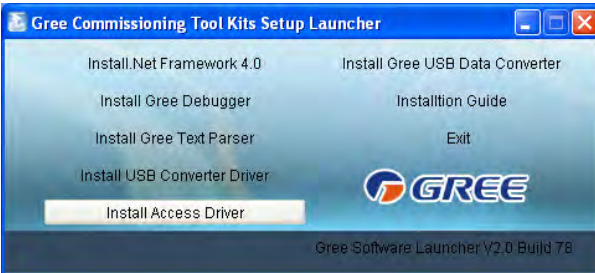 Gree Commissioning Tool Kits Setup Launcher
Install.Net Framework 4.0
Install Gree Debugger
Install Gree Text Parser
Install USB Converter Driver
Install Access Driver
Install Gree USB Data Converter
Installtion Guide
Exit
GREE
Gree Software Launcher V2.0 Build 78